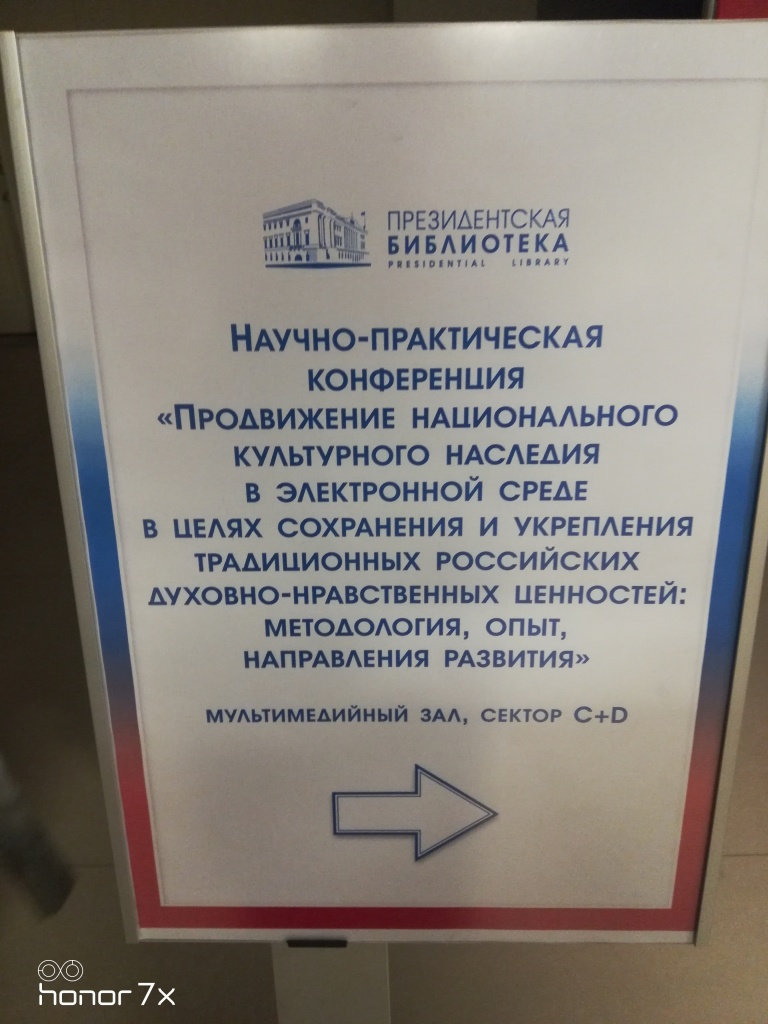 ПРЕЗИДЕНТСКАЯ
БИБЛИОТЕКА
PRESIDENTIAL LIBRARY
НАУЧНО-ПРАКТИЧЕСКАЯ
КОНФЕРЕНЦИЯ
«ПРОДВИЖЕНИЕ НАЦИОНАЛЬНОГО
КУЛЬТУРНОГО НАСЛЕДИЯ
В ЭЛЕКТРОННОЙ СРЕДЕ
В ЦЕЛЯХ СОХРАНЕНИЯ И УКРЕПЛЕНИЯ
ТРАДИЦИОННЫХ РОССИЙСКИХ
ДУХОВНО-НРАВСТВЕННЫХ ЦЕННОСТЕЙ:
МЕТОДОЛОГИЯ, ОПЫТ,
НАПРАВЛЕНИЯ РАЗВИТИЯ»
МУЛЬТИМЕДИЙНЫЙ ЗАЛ, СЕКТОР C+D
honor 7x